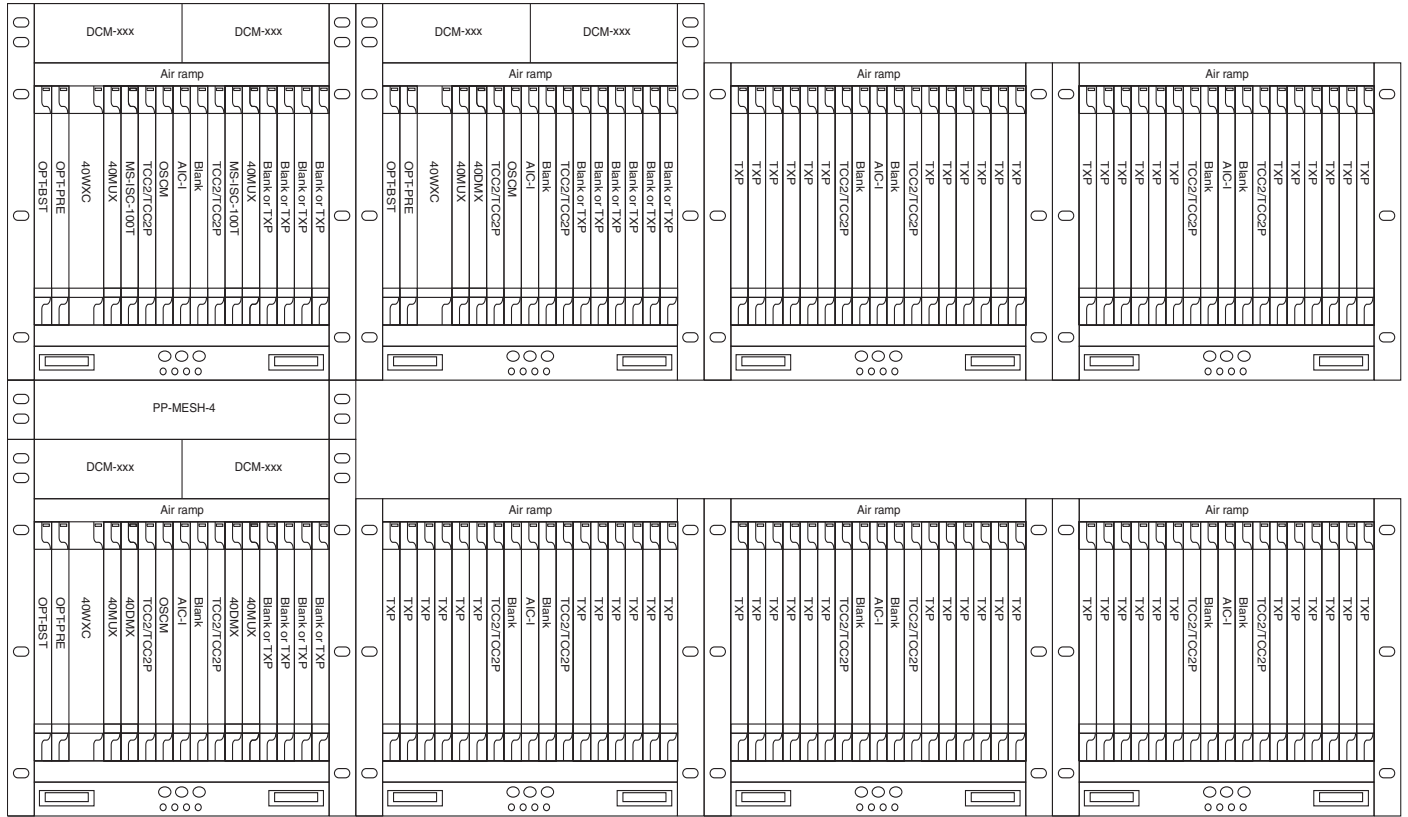 DCM-xxx
DCM-xxx
Air ramp
OPT-BST
OPT-PRE
40WXC
40MUX
MS-ISC-100T
TCC2/TCC2P
OSCM
AIC-I
Blank
TCC2/TCC2P
MS-ISC-100T
40MUX
Blank or TXP
Blank or TXP
Blank or TXP
Blank or TXP
DCM-xxx
DCM-xxx
Air ramp
OPT-BST
OPT-PRE
40WXC
40MUX
40DMX
TCC2/TCC2P
OSCM
AIC-I
Blank
TCC2/TCC2P
Blank or TXP
Blank or TXP
Blank or TXP
Blank or TXP
Blank or TXP
Blank or TXP
Air ramp
TXP
TXP
TXP
TXP
TXP
TXP
TCC2/TCC2P
Blank
AIC-I
Blank
TCC2/TCC2P
TXP
TXP
TXP
TXP
TXP
TXP
Air ramp
TXP
TXP
TXP
TXP
TXP
TXP
TCC2/TCC2P
Blank
AIC-I
Blank
TCC2/TCC2P
TXP
TXP
TXP
TXP
TXP
TXP
PP-MESH-4
DCM-xxx
DCM-xxx
Air ramp
OPT-BST
OPT-PRE
40WXC
40MUX
40DMX
TCC2/TCC2P
OSCM
AIC-I
Blank
TCC2/TCC2P
40DMX
40MUX
Blank or TXP
Blank or TXP
Blank or TXP
Blank or TXP
Air ramp
TXP
TXP
TXP
TXP
TXP
TXP
TCC2/TCC2P
Blank
AIC-I
Blank
TCC2/TCC2P
TXP
TXP
TXP
TXP
TXP
TXP
Air ramp
TXP
TXP
TXP
TXP
TXP
TXP
TCC2/TCC2P
Blank
AIC-I
Blank
TCC2/TCC2P
TXP
TXP
TXP
TXP
TXP
TXP
Air ramp
TXP
TXP
TXP
TXP
TXP
TXP
TCC2/TCC2P
Blank
AIC-I
Blank
TCC2/TCC2P
TXP
TXP
TXP
TXP
TXP
TXP